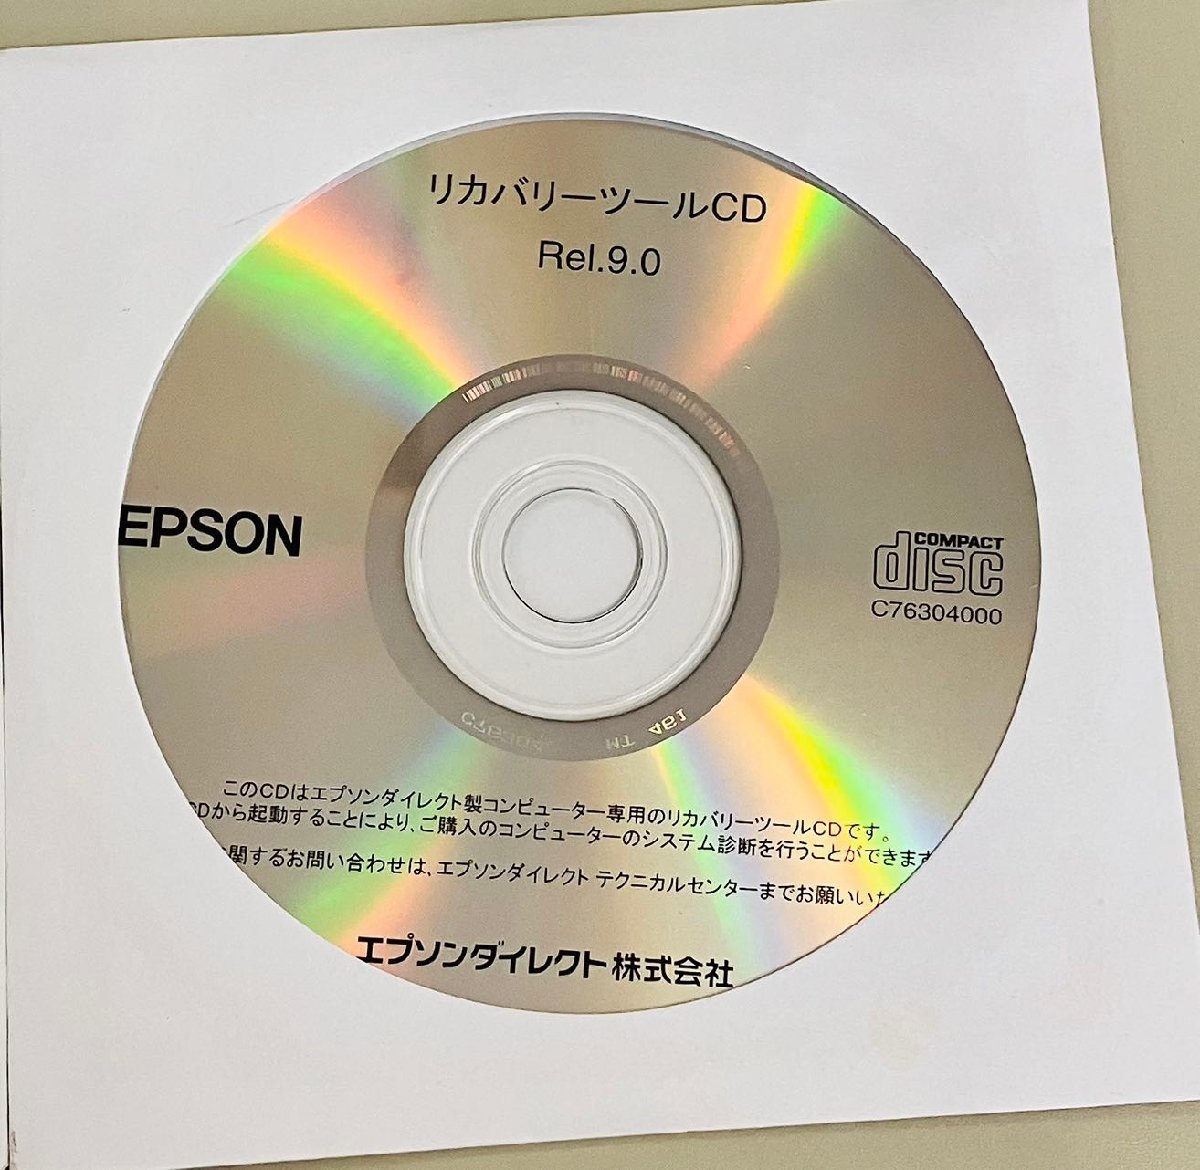 リカバリーツールCD
Rel.9.0
EPSON
COMPACT
disc
C76304000
このCDはエプソンダイレクト製コンピューター専用のリカバリーツールCDです。
CDから起動することにより、ご購入のコンピューターのシステム診断を行うことができます
関するお問い合わせは、エプソンダイレクト テクニカルセンターまでお願いいた
エプソンダイレクト株式会社